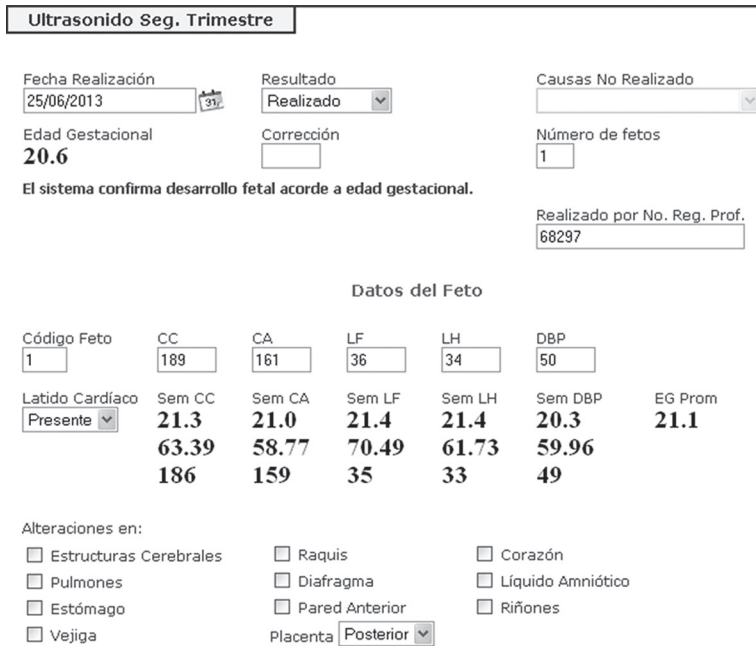 Ultrasonido Seg. Trimestre
Fecha Realización Resultado Causas No Realizado
25/06/2013 31 Realizado
Edad Gestacional Corrección Número de fetos
20.6 1
El sistema confirma desarrollo fetal acorde a edad gestacional.
Realizado por No. Reg. Prof.
68297
Datos del Feto
Código Feto CC CA LF LH DBP
1 189 161 36 34 50
Latido Cardíaco Sem CC Sem CA Sem LF Sem LH Sem DBP EG Prom
Presente 21.3 21.0 21.4 21.4 20.3 21.1
63.39 58.77 70.49 61.73 59.96
186 159 35 33 49
Alteraciones en:
Estructuras Cerebrales Raquis Corazón
Pulmones Diafragma Líquido Amniótico
Estómago Pared Anterior Riñones
Vejiga Placenta Posterior